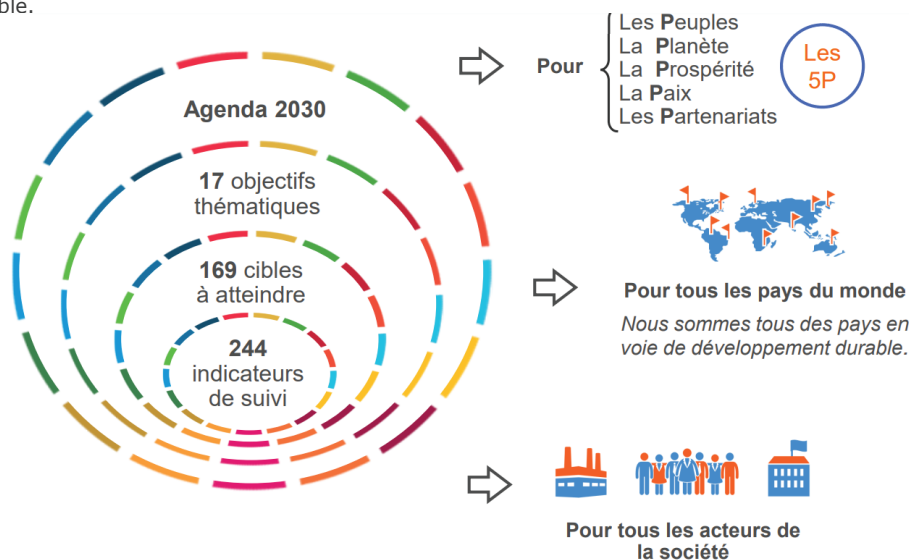 ble.
Agenda 2030
17 objectifs
thématiques
169 cibles
à atteindre
244
indicateurs
de suivi
Pour
Les Peuples
La Planète
La Prospérité
La Paix
Les Partenariats
Les
5P
Pour tous les pays du monde
Nous sommes tous des pays en
voie de développement durable.
Pour tous les acteurs de
la société